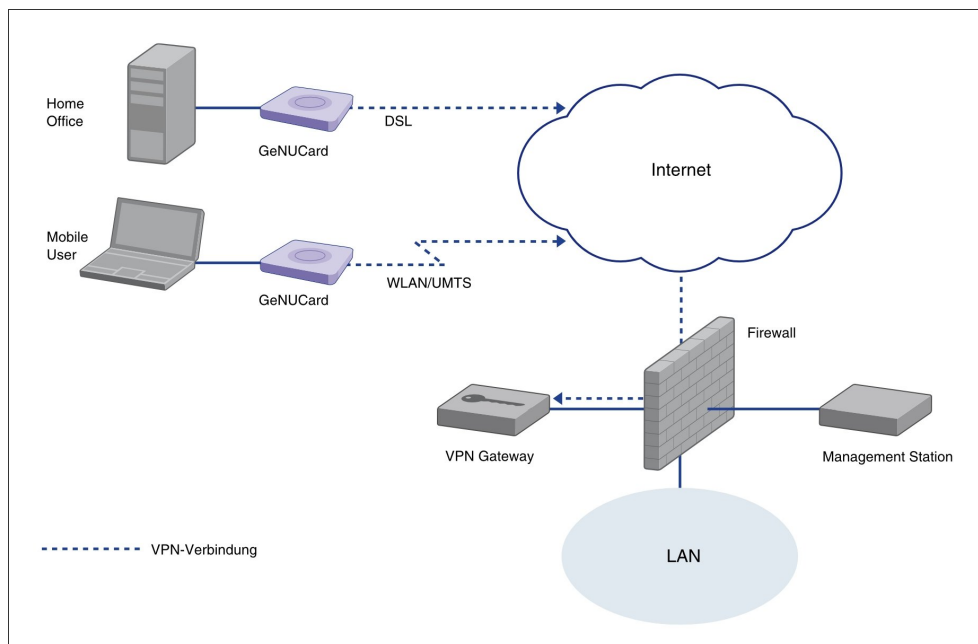 Home
Office
GeNUCard
DSL
Internet
Mobile
User
GeNUCard
WLAN/UMTS
Firewall
VPN Gateway
Management Station
VPN-Verbindung
LAN